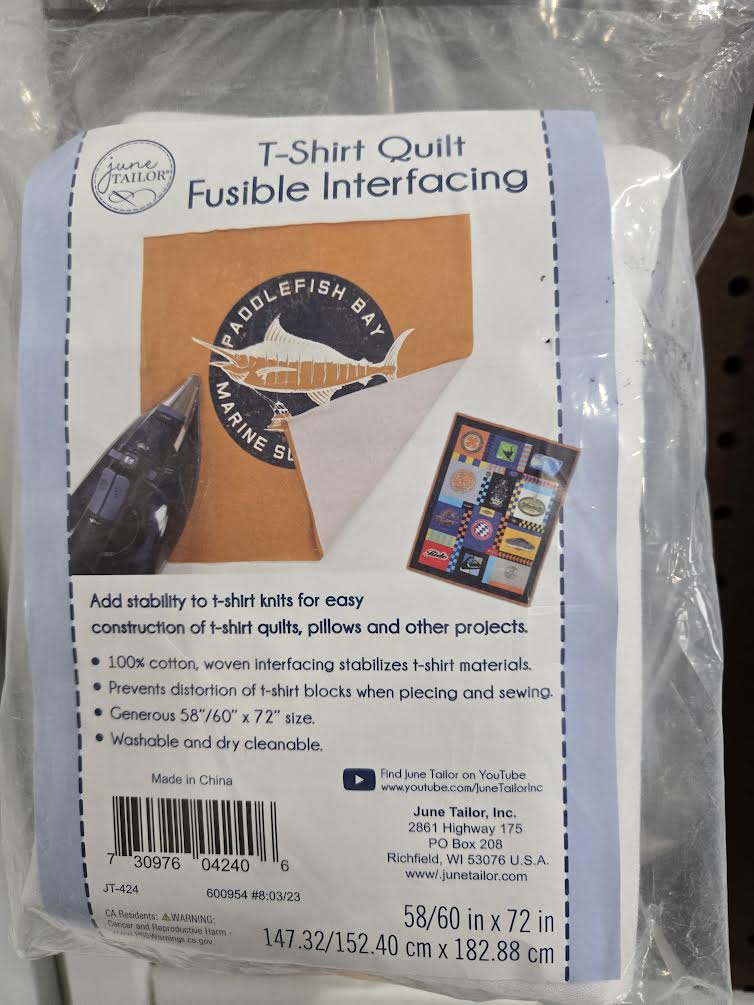 june
TAILOR®
T-Shirt Quilt
Fusible Interfacing
PADDLEFISH BAY
MARINE
Add stability to t-shirt knits for easy
construction of t-shirt quilts, pillows and other projects.
• 100% cotton, woven interfacing stabilizes t-shirt materials.
• Prevents distortion of t-shirt blocks when piecing and sewing.
• Generous 58"/60" x 72" size.
• Washable and dry cleanable.
Made in China
Find June Tailor on YouTube
www.youtube.com/JuneTailorInc
June Tailor, Inc.
2861 Highway 175
PO Box 208
Richfield, WI 53076 U.S.A.
www/.junetailor.com
7 30976 04240 6
JT-424
600954 #8:03/23
CA Residents: ⚠WARNING:
Cancer and Reproductive Harm -
58/60 in x 72 in
147.32/152.40 cm x 182.88 cm